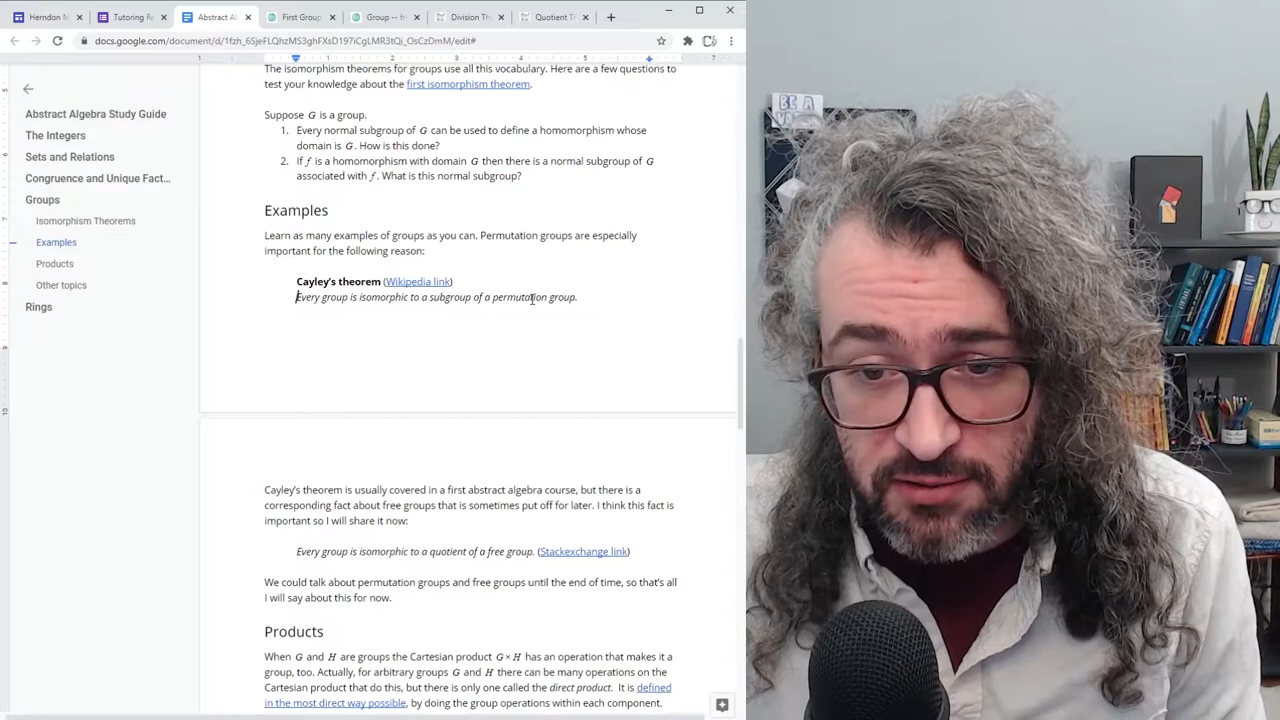 Herndon M
Tutoring Re
Abstract Al
First Group
Group -- fr
Division Th
Quotient T
docs.google.com/document/d/1fzh_6SjeFLQhzMS3ghFXsD197iCgLMR3tQj_OsCzDmM/edit#
1 1 2 3 4 5 7
Abstract Algebra Study Guide
The Integers
Sets and Relations
Congruence and Unique Fact...
Groups
Isomorphism Theorems
Examples
Products
Other topics
Rings
The isomorphism theorems for groups use all this vocabulary. Here are a few questions to
test your knowledge about the first isomorphism theorem.
Suppose G is a group.
1. Every normal subgroup of G can be used to define a homomorphism whose
domain is G. How is this done?
2. If f is a homomorphism with domain G then there is a normal subgroup of G
associated with f. What is this normal subgroup?
Examples
Learn as many examples of groups as you can. Permutation groups are especially
important for the following reason:
Cayley's theorem (Wikipedia link)
Every group is isomorphic to a subgroup of a permutation group.
Cayley's theorem is usually covered in a first abstract algebra course, but there is a
corresponding fact about free groups that is sometimes put off for later. I think this fact is
important so I will share it now:
Every group is isomorphic to a quotient of a free group. (Stackexchange link)
We could talk about permutation groups and free groups until the end of time, so that's all
I will say about this for now.
Products
When G and H are groups the Cartesian product G × H has an operation that makes it a
group, too. Actually, for arbitrary groups G and H there can be many operations on the
Cartesian product that do this, but there is only one called the direct product. It is defined
in the most direct way possible, by doing the group operations within each component.
BE A